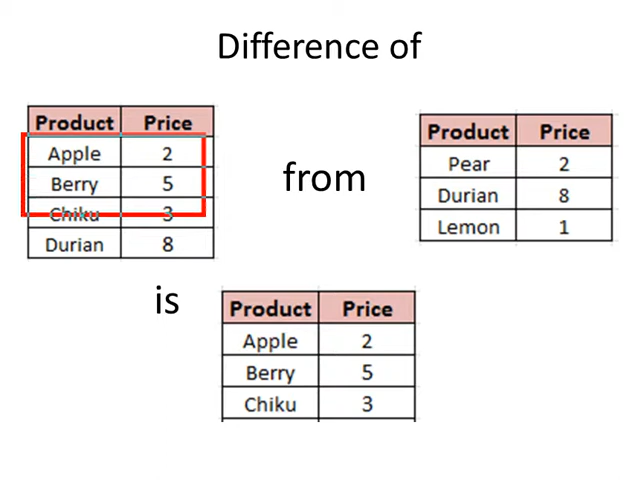 Difference of
Product Price
Apple 2
Berry 5
Chiku 3
Durian 8
from
Product Price
Pear 2
Durian 8
Lemon 1
is
Product Price
Apple 2
Berry 5
Chiku 3